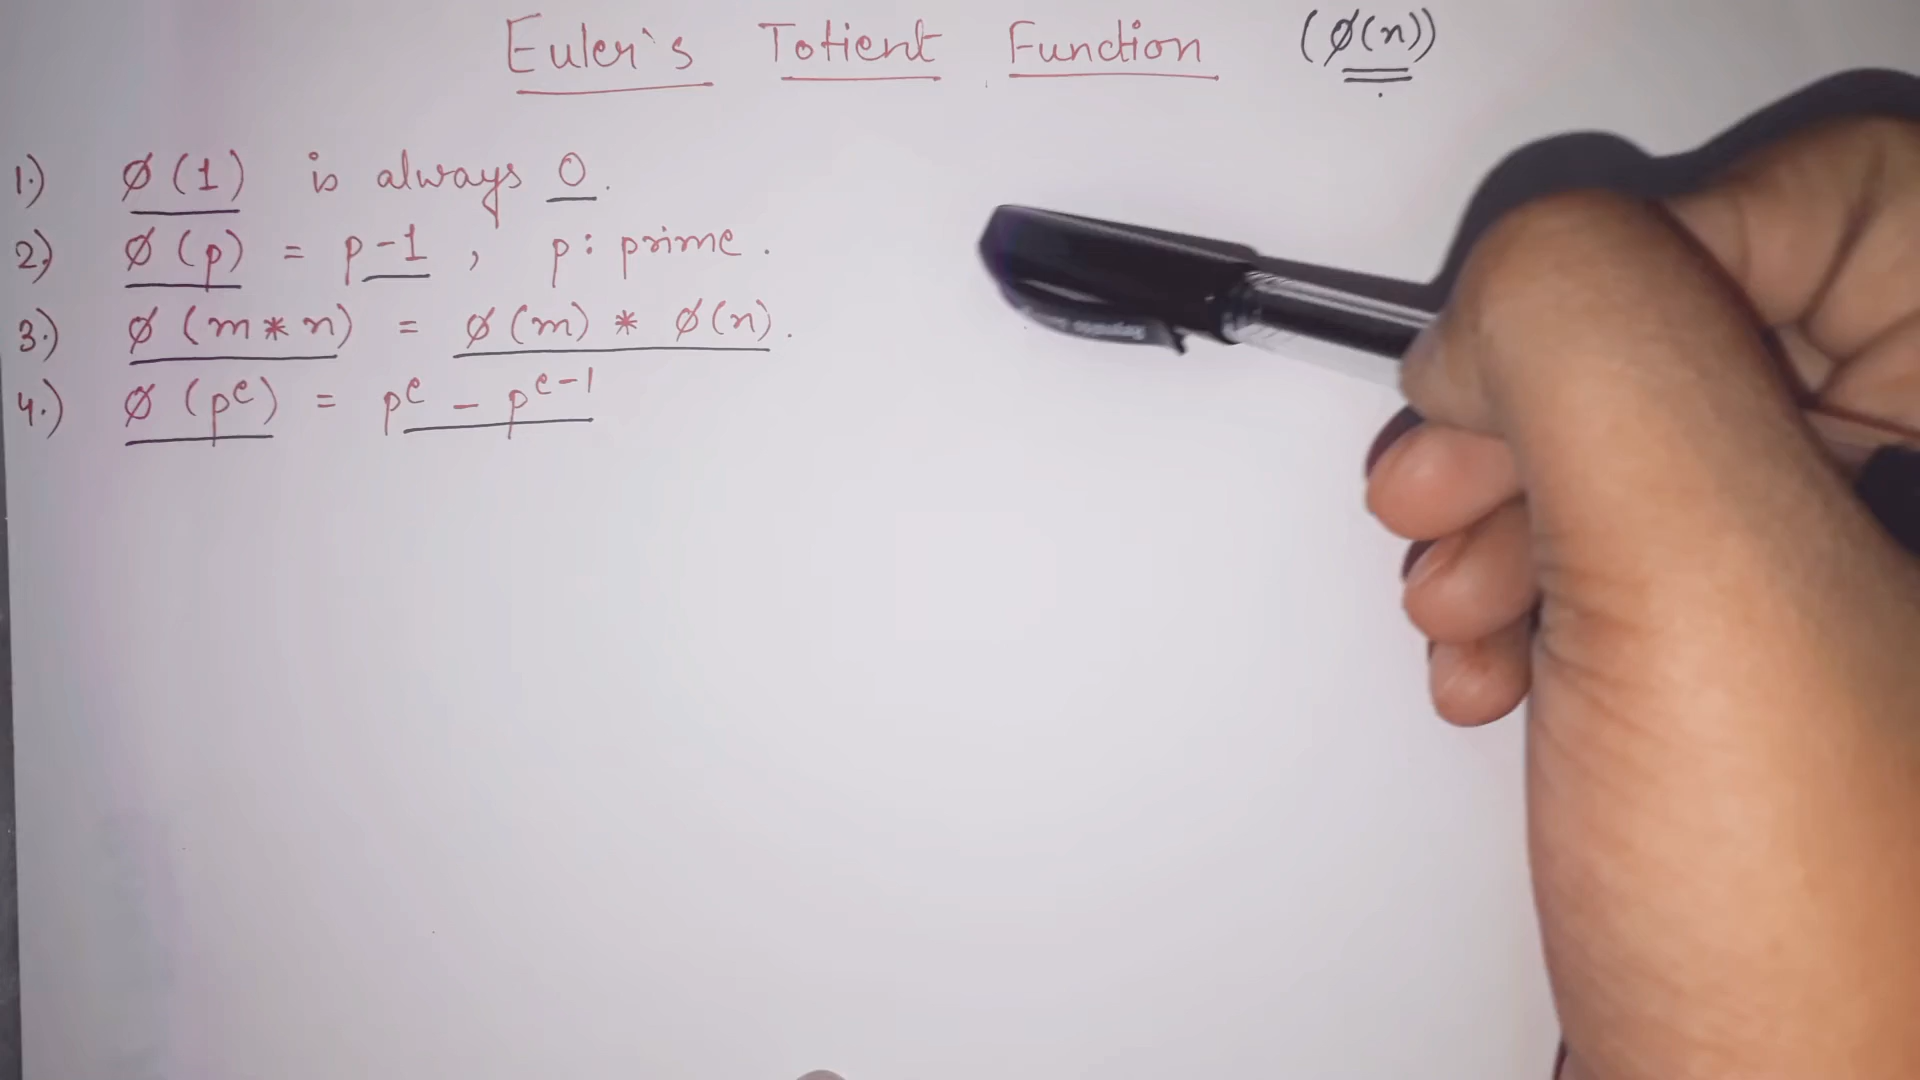 Euler's Totient Function (ø(n))
1.) ø(1) is always 0.
2.) ø(p) = p-1, p: prime.
3.) ø(m*n) = ø(m) * ø(n).
4.) ø(p^e) = p^e - p^e-1